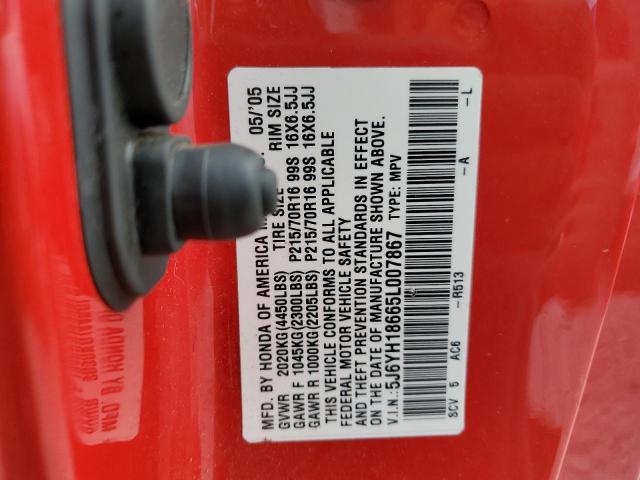 MFD. BY HONDA OF AMERICA M 05/'05
GVWR 2020KG(4450LBS) TIRE SIZE RIM SIZE
GAWR F 1045KG(2300LBS) P215/70R16 99S 16X6.5JJ
GAWR R 1000KG(2205LBS) P215/70R16 99S 16X6.5JJ
THIS VEHICLE CONFORMS TO ALL APPLICABLE
FEDERAL MOTOR VEHICLE SAFETY
AND THEFT PREVENTION STANDARDS IN EFFECT
ON THE DATE OF MANUFACTURE SHOWN ABOVE.
V.I.N.: 5J6YH18665L007867 TYPE: MPV
SCV 5 AC6 -R513 -A -L